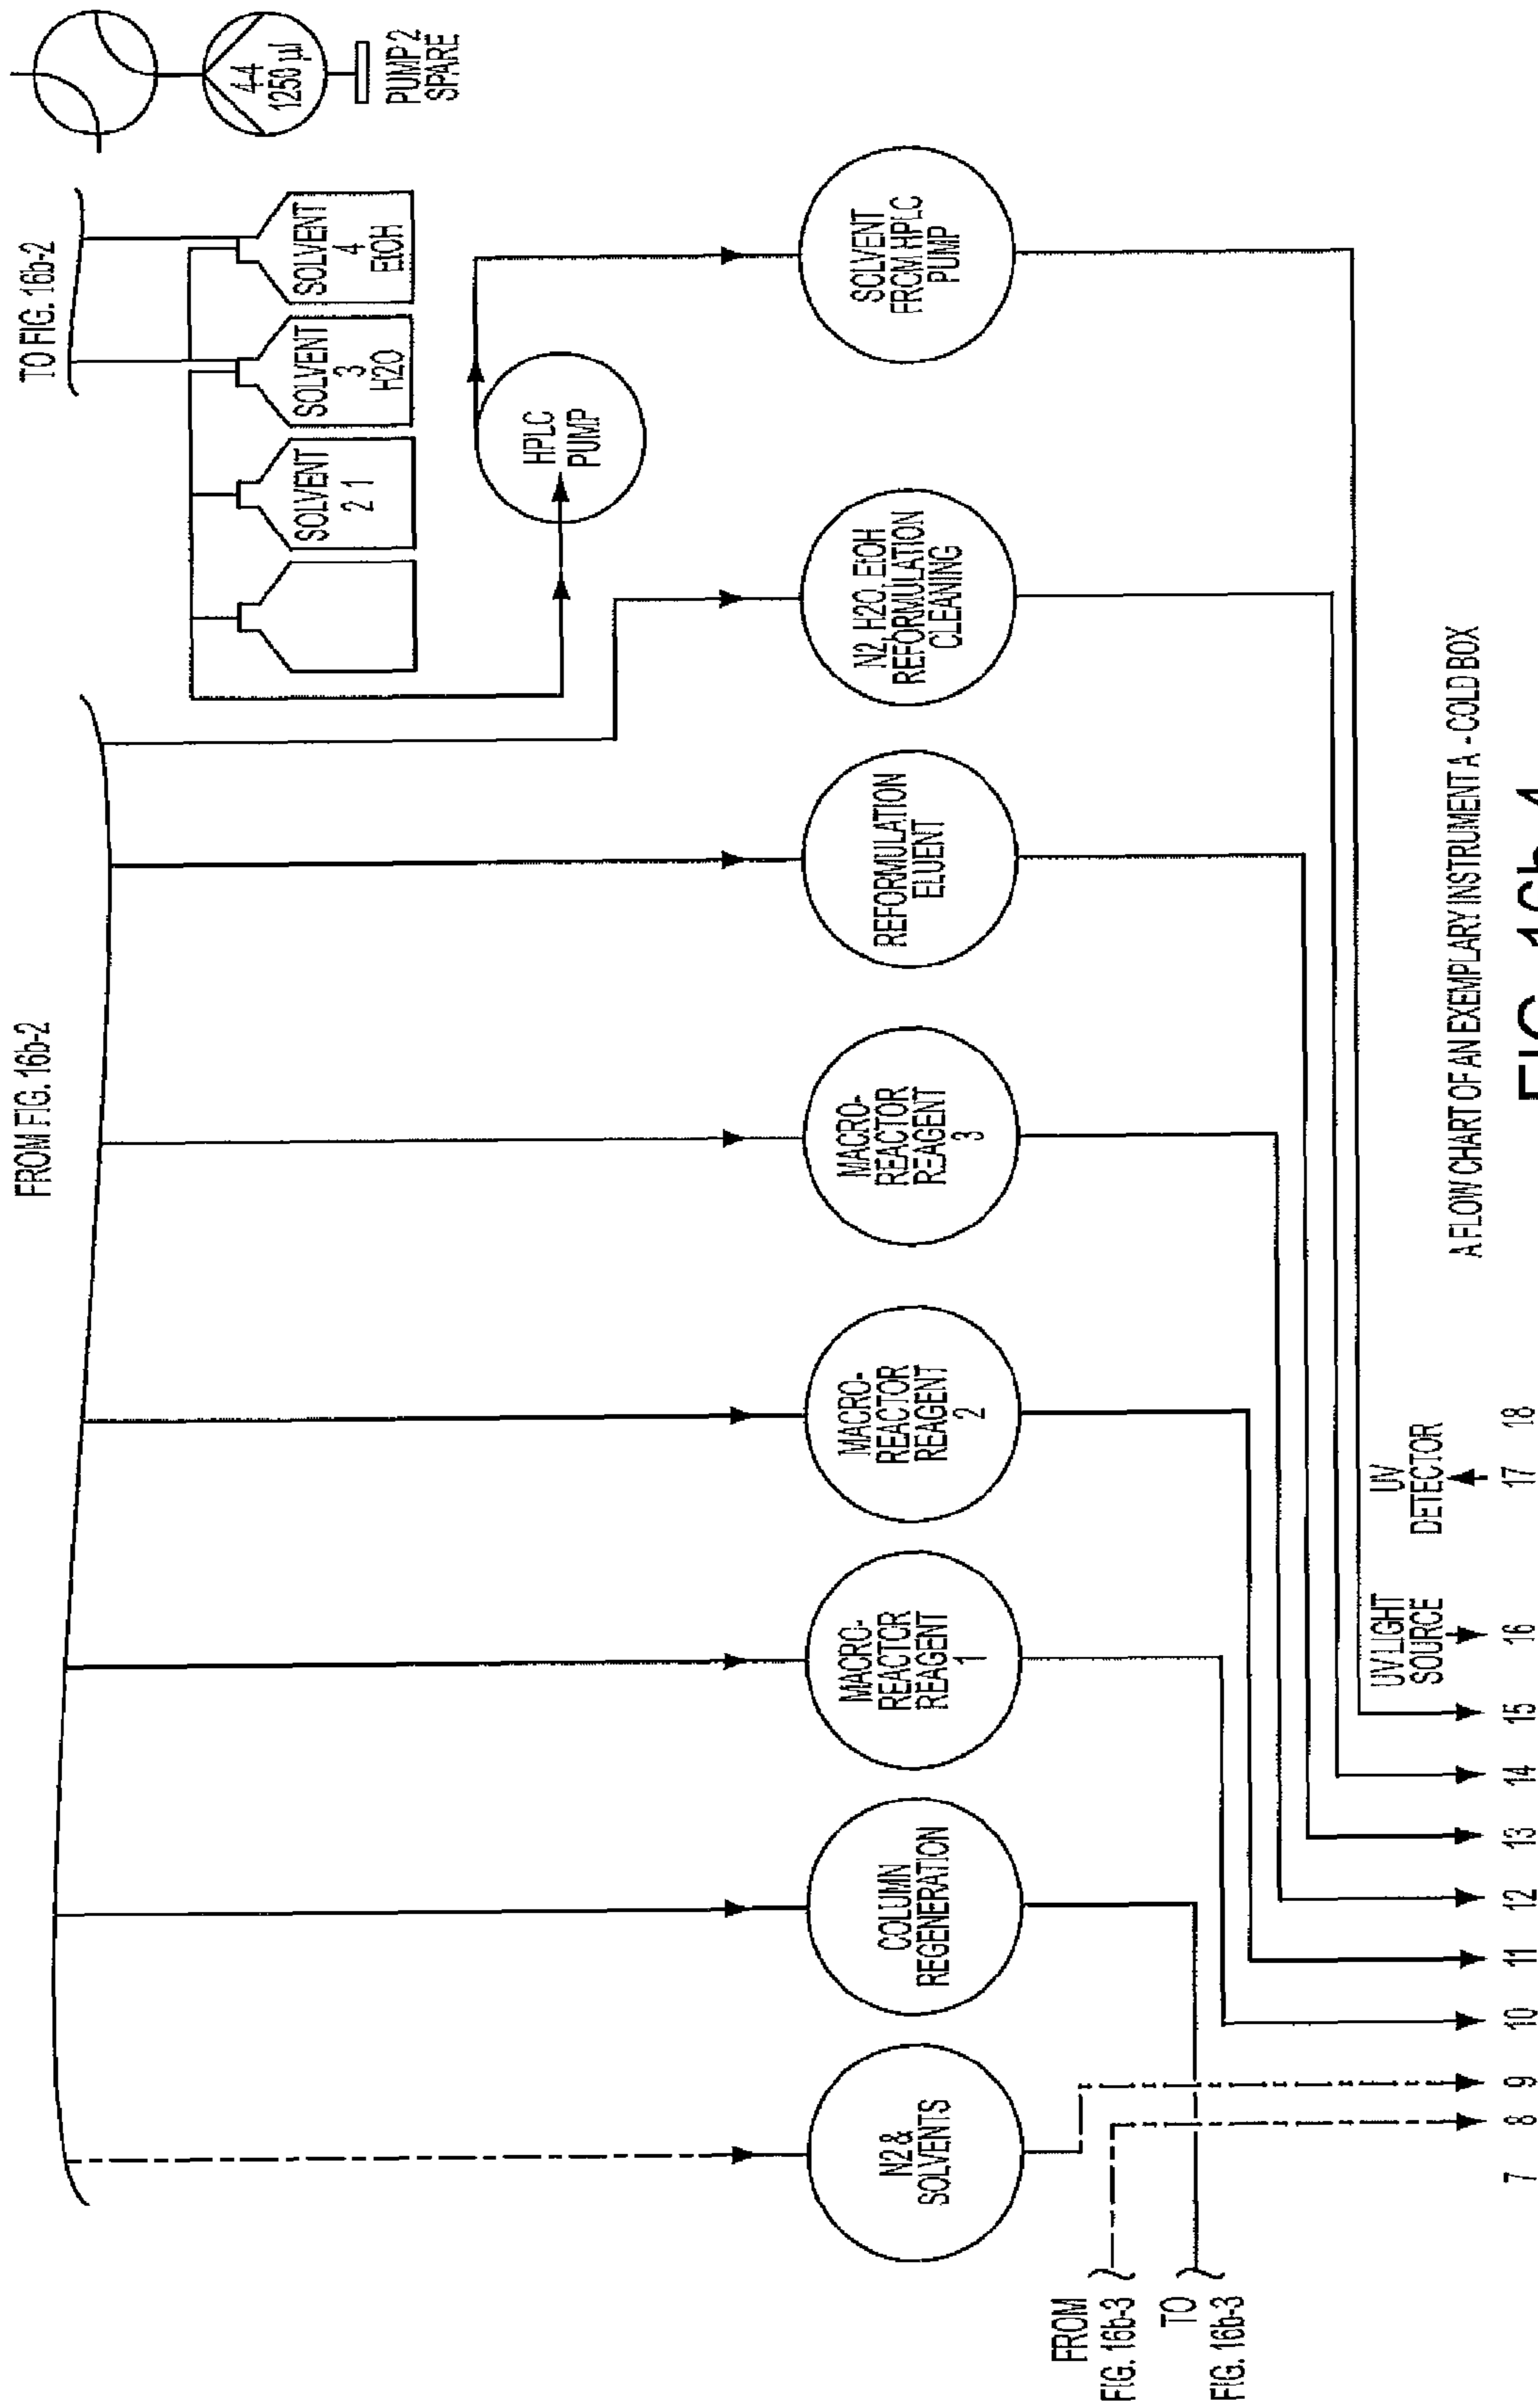 FROM FIG. 16b-2
TO FIG. 16b-2
4-4
1250 µl
PUMP 2
SPARE
SOLVENT
2 1
SOLVENT
3
H2O
SOLVENT
4
EtOH
HPLC
PUMP
N2 &
SOLVENTS
COLUMN
REGENERATION
MACRO-
REACTOR
REAGENT
1
MACRO-
REACTOR
REAGENT
2
MACRO-
REACTOR
REAGENT
3
REFORMULATION
ELUENT
N2, H2O, EtOH
REFORMULATION
CLEANING
SOLVENT
FROM HPLC
PUMP
FROM
FIG. 16b-3
TO
FIG. 16b-3
UV LIGHT
SOURCE
UV
DETECTOR
7 8 9 10 11 12 13 14 15 16 17 18
A FLOW CHART OF AN EXEMPLARY INSTRUMENT A - COLD BOX
FIG. 16b-4